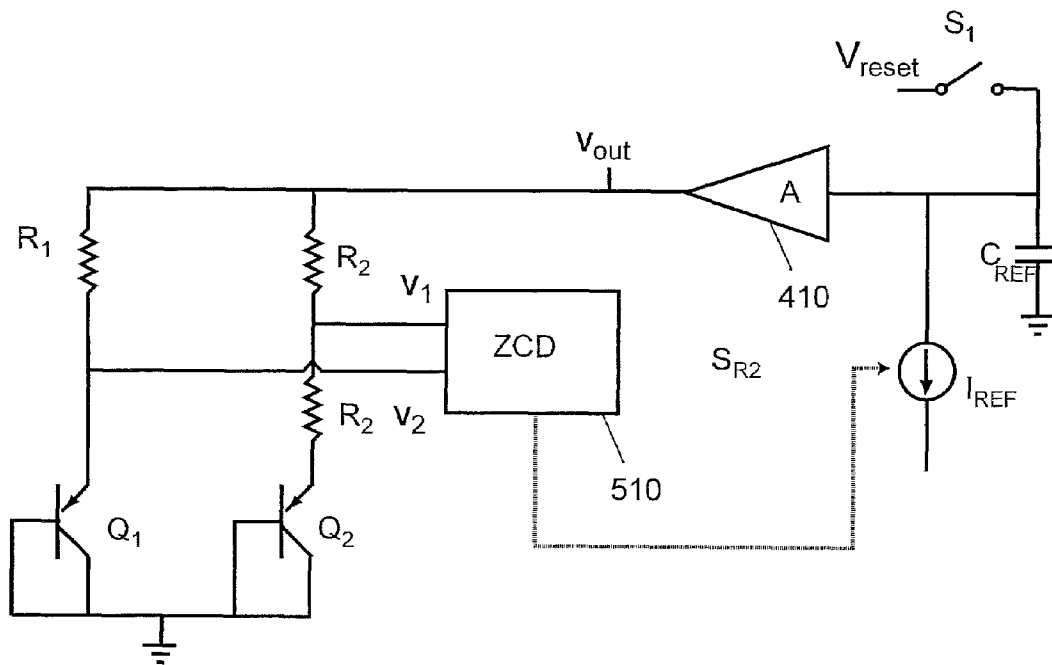 S1
Vreset
Vout
A
R1
R2
V1
CREF
410
ZCD
SR2
IREF
R2
V2
510
Q1
Q2